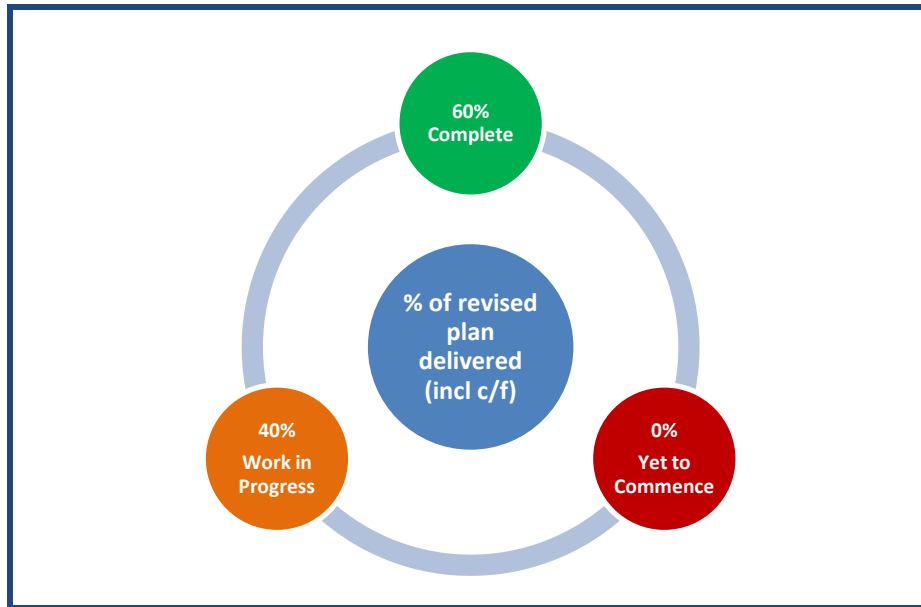 60%
Complete
% of revised
plan
delivered
(incl c/f)
40%
Work in
Progress
0%
Yet to
Commence